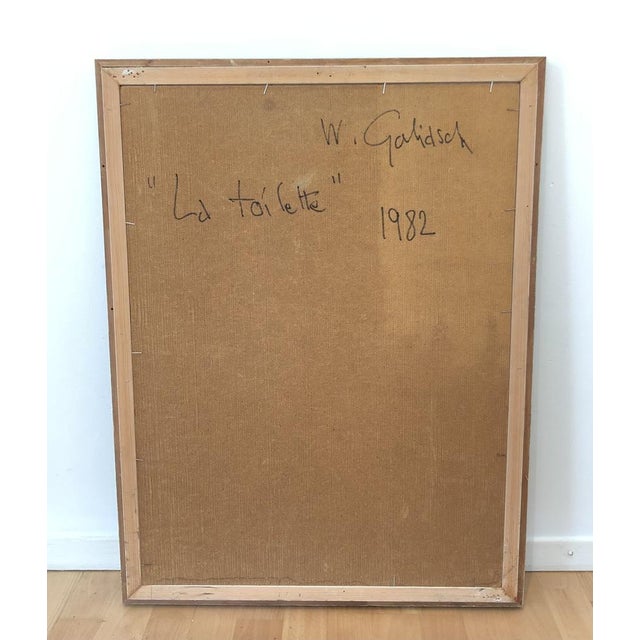 W. Galidsch
"La toilette"
1982